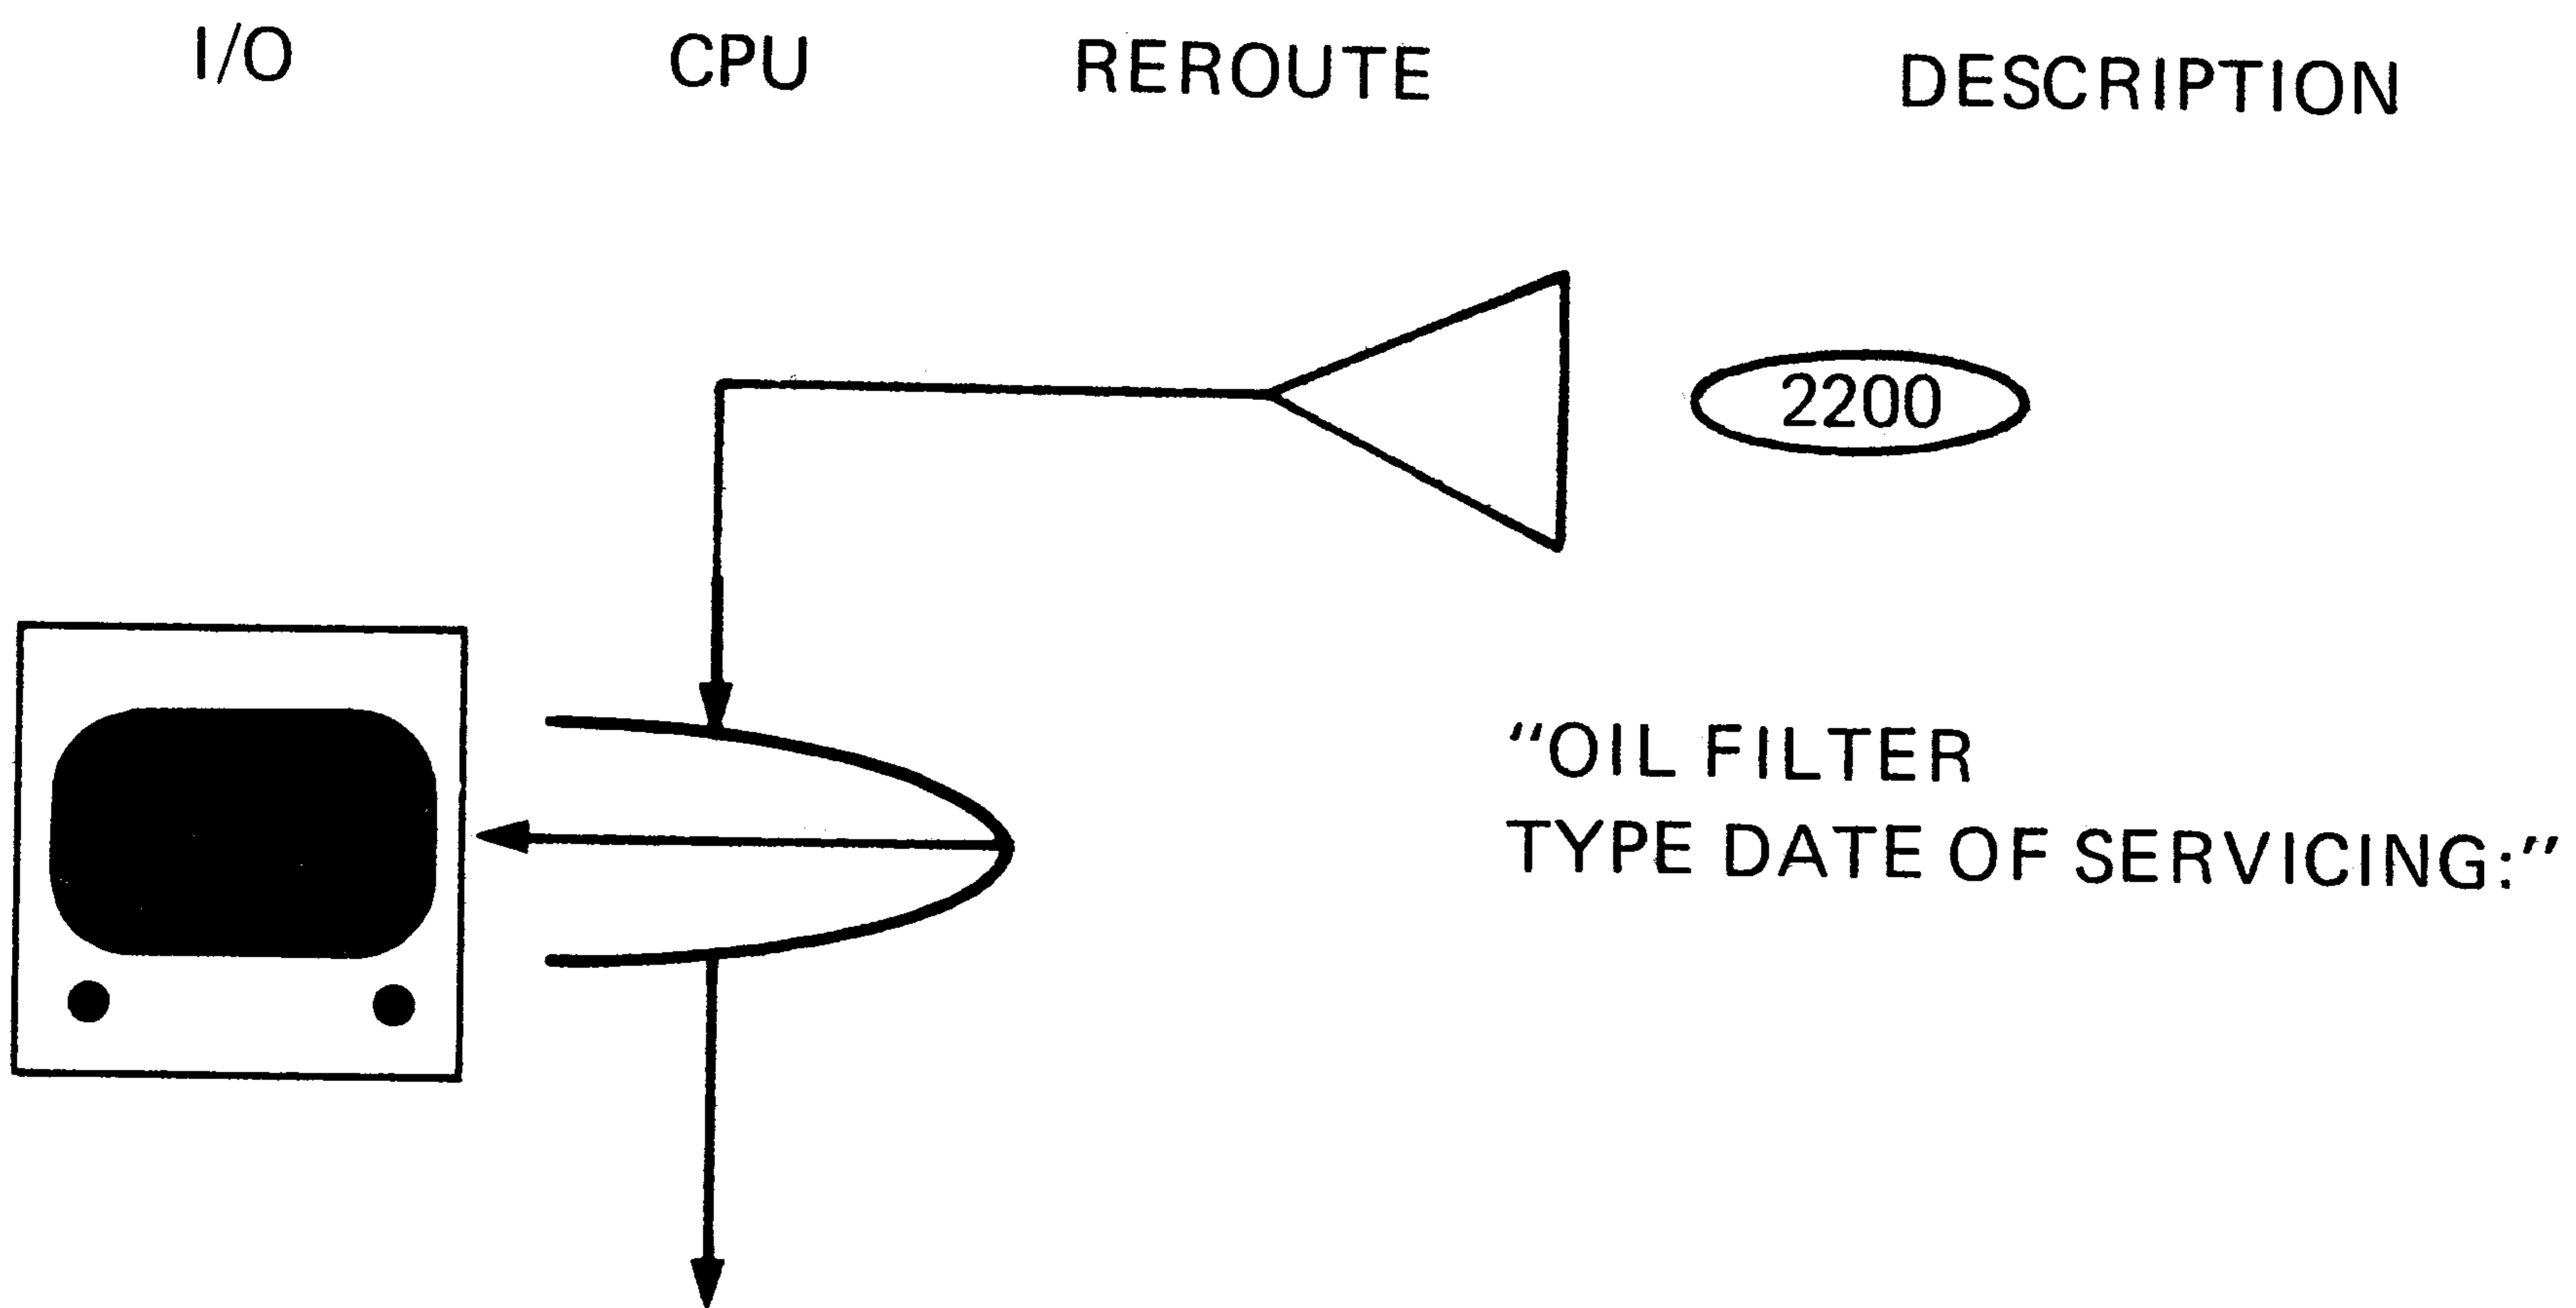 I/O CPU REROUTE DESCRIPTION
2200
"OIL FILTER
TYPE DATE OF SERVICING:"